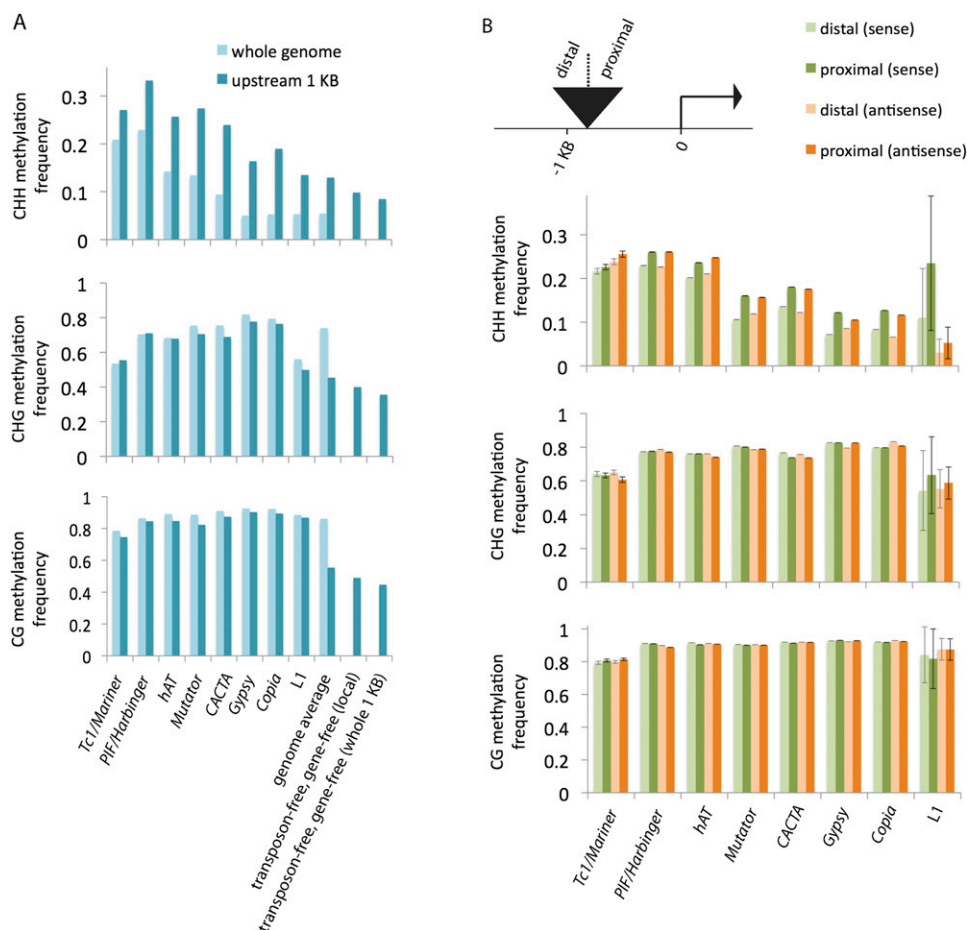 A
whole genome
upstream 1 KB
CHH methylation
frequency
0.3
0.2
0.1
0
CHG methylation
frequency
1
0.8
0.6
0.4
0.2
0
CG methylation
frequency
1
0.8
0.6
0.4
0.2
0
Tc1/Mariner
PIF/Harbinger
hAT
Mutator
CACTA
Gypsy
Copia
L1
genome average
transposon-free, gene-free (local)
transposon-free, gene-free (whole 1 KB)
B
distal
proximal
-1 KB
0
distal (sense)
proximal (sense)
distal (antisense)
proximal (antisense)
CHH methylation
frequency
0.3
0.2
0.1
0
CHG methylation
frequency
1
0.8
0.6
0.4
0.2
0
CG methylation
frequency
1
0.8
0.6
0.4
0.2
0
Tc1/Mariner
PIF/Harbinger
hAT
Mutator
CACTA
Gypsy
Copia
L1